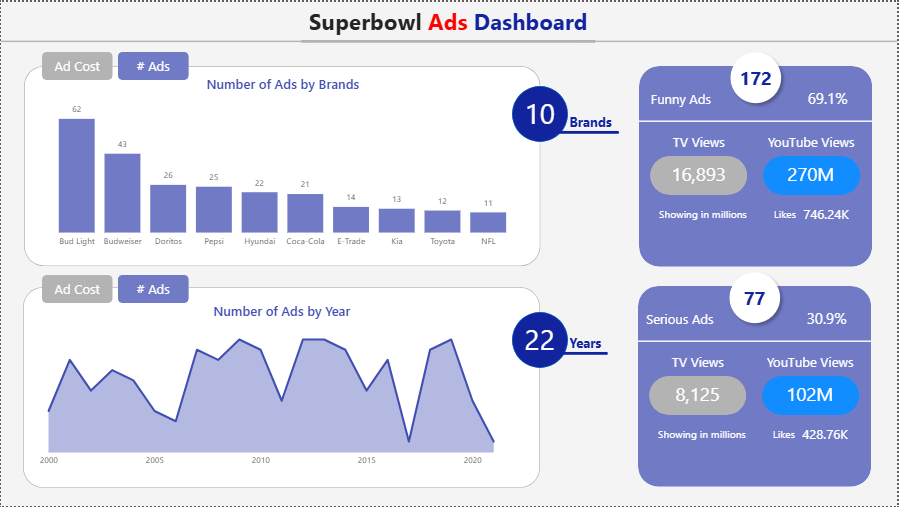 Superbowl Ads Dashboard
Ad Cost
# Ads
Number of Ads by Brands
62
43
26
25
22
21
14
13
12
11
Bud Light
Budweiser
Doritos
Pepsi
Hyundai
Coca-Cola
E-Trade
Kia
Toyota
NFL
10 Brands
172
Funny Ads 69.1%
TV Views
YouTube Views
16,893
270M
Showing in millions
Likes 746.24K
Ad Cost
# Ads
Number of Ads by Year
2000
2005
2010
2015
2020
22 Years
77
Serious Ads 30.9%
TV Views
YouTube Views
8,125
102M
Showing in millions
Likes 428.76K